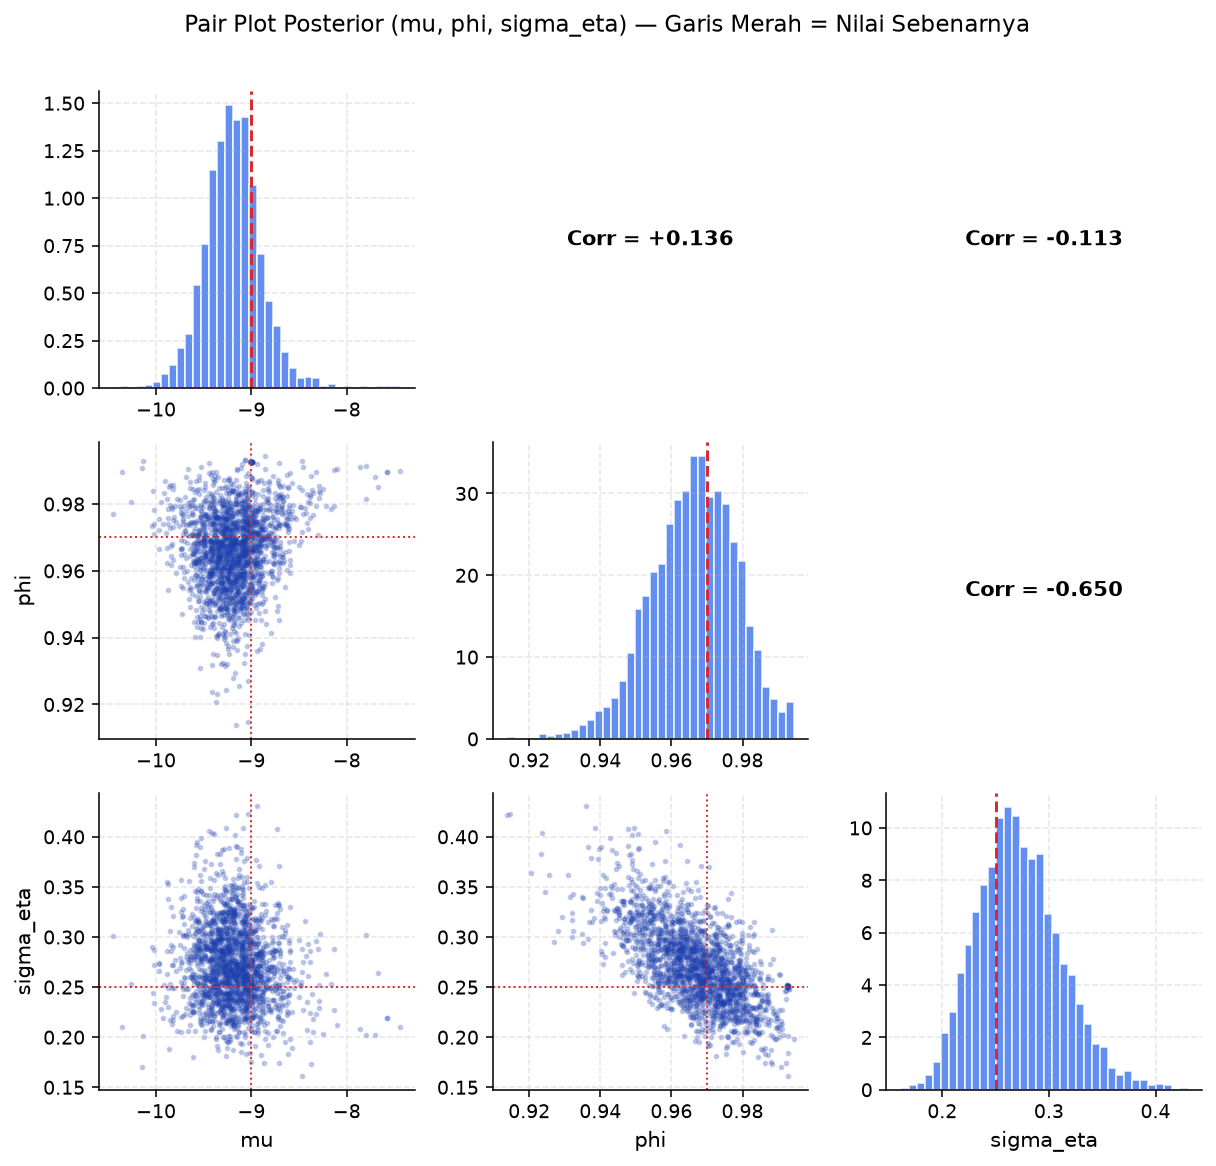 Pair Plot Posterior (mu, phi, sigma_eta) — Garis Merah = Nilai Sebenarnya
1.50
1.25
1.00
0.75
0.50
0.25
0.00
−10 −9 −8
Corr = +0.136
Corr = -0.113
phi
0.98
0.96
0.94
0.92
−10 −9 −8
30
20
10
0
0.92 0.94 0.96 0.98
Corr = -0.650
sigma_eta
0.40
0.35
0.30
0.25
0.20
0.15
−10 −9 −8
mu
0.40
0.35
0.30
0.25
0.20
0.15
0.92 0.94 0.96 0.98
phi
10
8
6
4
2
0
0.2 0.3 0.4
sigma_eta